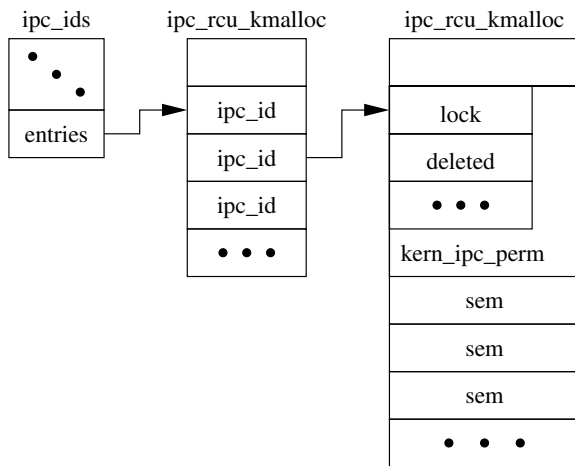 ipc_ids
ipc_rcu_kmalloc
ipc_rcu_kmalloc
entries
ipc_id
ipc_id
ipc_id
lock
deleted
kern_ipc_perm
sem
sem
sem